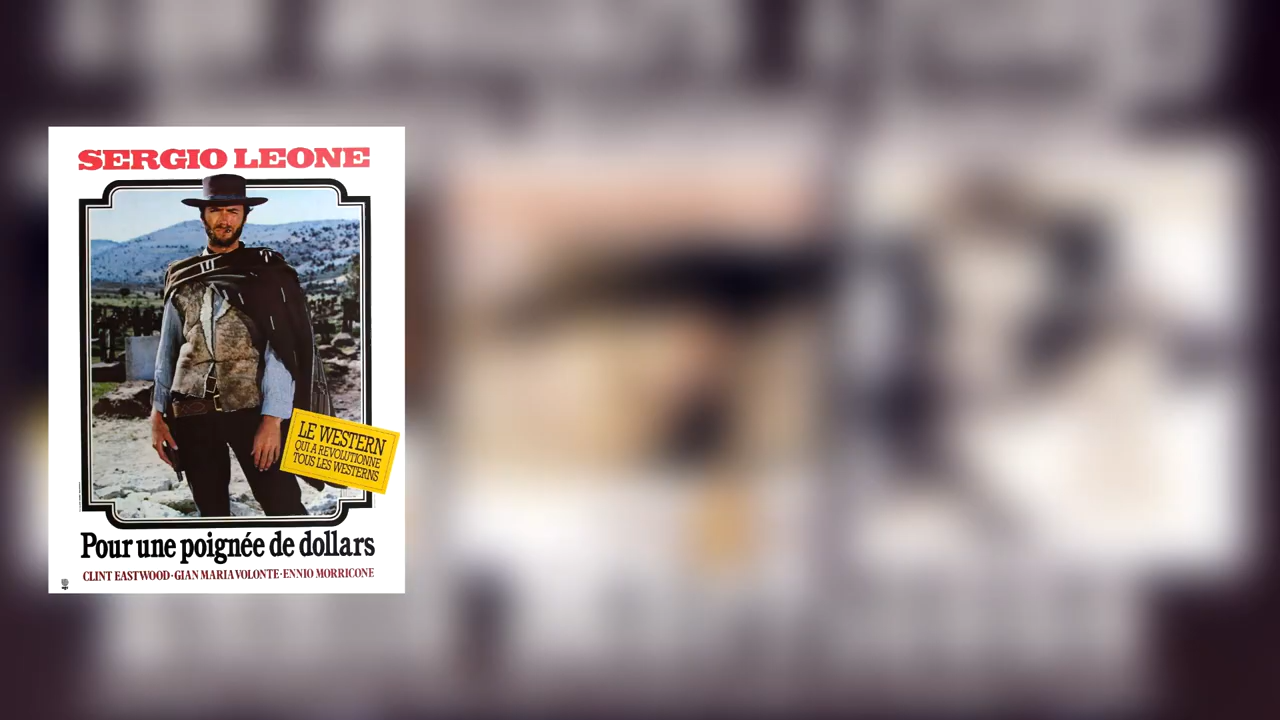 SERGIO LEONE
LE WESTERN
QUI A REVOLUTIONNE
TOUS LES WESTERNS
Pour une poignée de dollars
CLINT EASTWOOD·GIAN MARIA VOLONTE·ENNIO MORRICONE